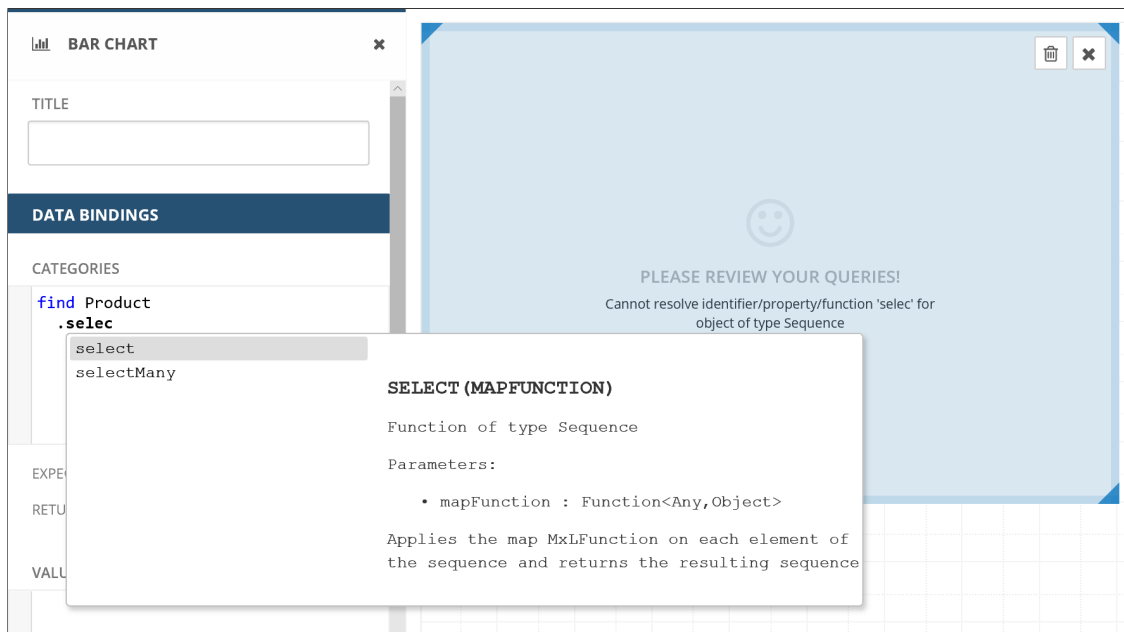 BAR CHART
TITLE
DATA BINDINGS
CATEGORIES
find Product
.selec
select
selectMany
SELECT(MAPFUNCTION)
Function of type Sequence
Parameters:
• mapFunction : Function<Any,Object>
Applies the map MxLFunction on each element of
the sequence and returns the resulting sequence
PLEASE REVIEW YOUR QUERIES!
Cannot resolve identifier/property/function 'selec' for
object of type Sequence